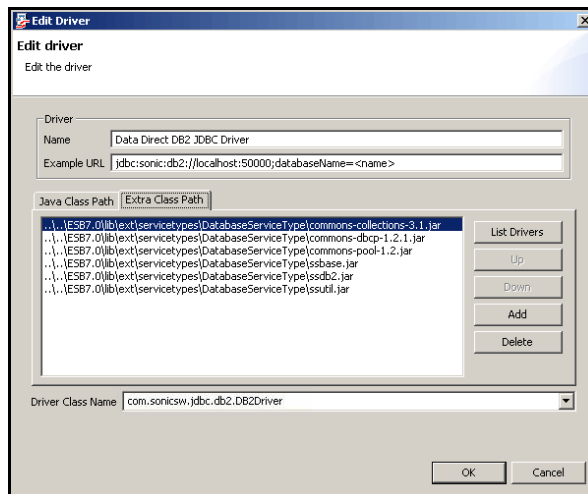 Edit Driver
Edit driver
Edit the driver
Driver
Name Data Direct DB2 JDBC Driver
Example URL jdbc:sonic:db2://localhost:50000;databaseName=<name>
Java Class Path Extra Class Path
..\..\ESB7.0\lib\ext\servicetypes\DatabaseServiceType\commons-collections-3.1.jar
..\..\ESB7.0\lib\ext\servicetypes\DatabaseServiceType\commons-dbcp-1.2.1.jar
..\..\ESB7.0\lib\ext\servicetypes\DatabaseServiceType\commons-pool-1.2.jar
..\..\ESB7.0\lib\ext\servicetypes\DatabaseServiceType\ssbase.jar
..\..\ESB7.0\lib\ext\servicetypes\DatabaseServiceType\ssdb2.jar
..\..\ESB7.0\lib\ext\servicetypes\DatabaseServiceType\ssutil.jar
List Drivers
Up
Down
Add
Delete
Driver Class Name com.sonicsw.jdbc.db2.DB2Driver
OK Cancel